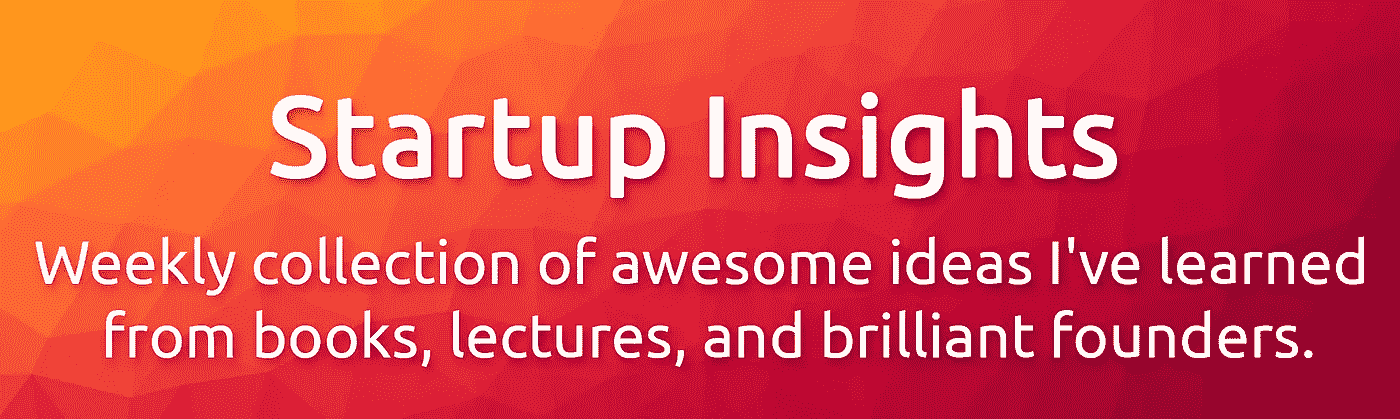 Startup Insights
Weekly collection of awesome ideas I've learned
from books, lectures, and brilliant founders.